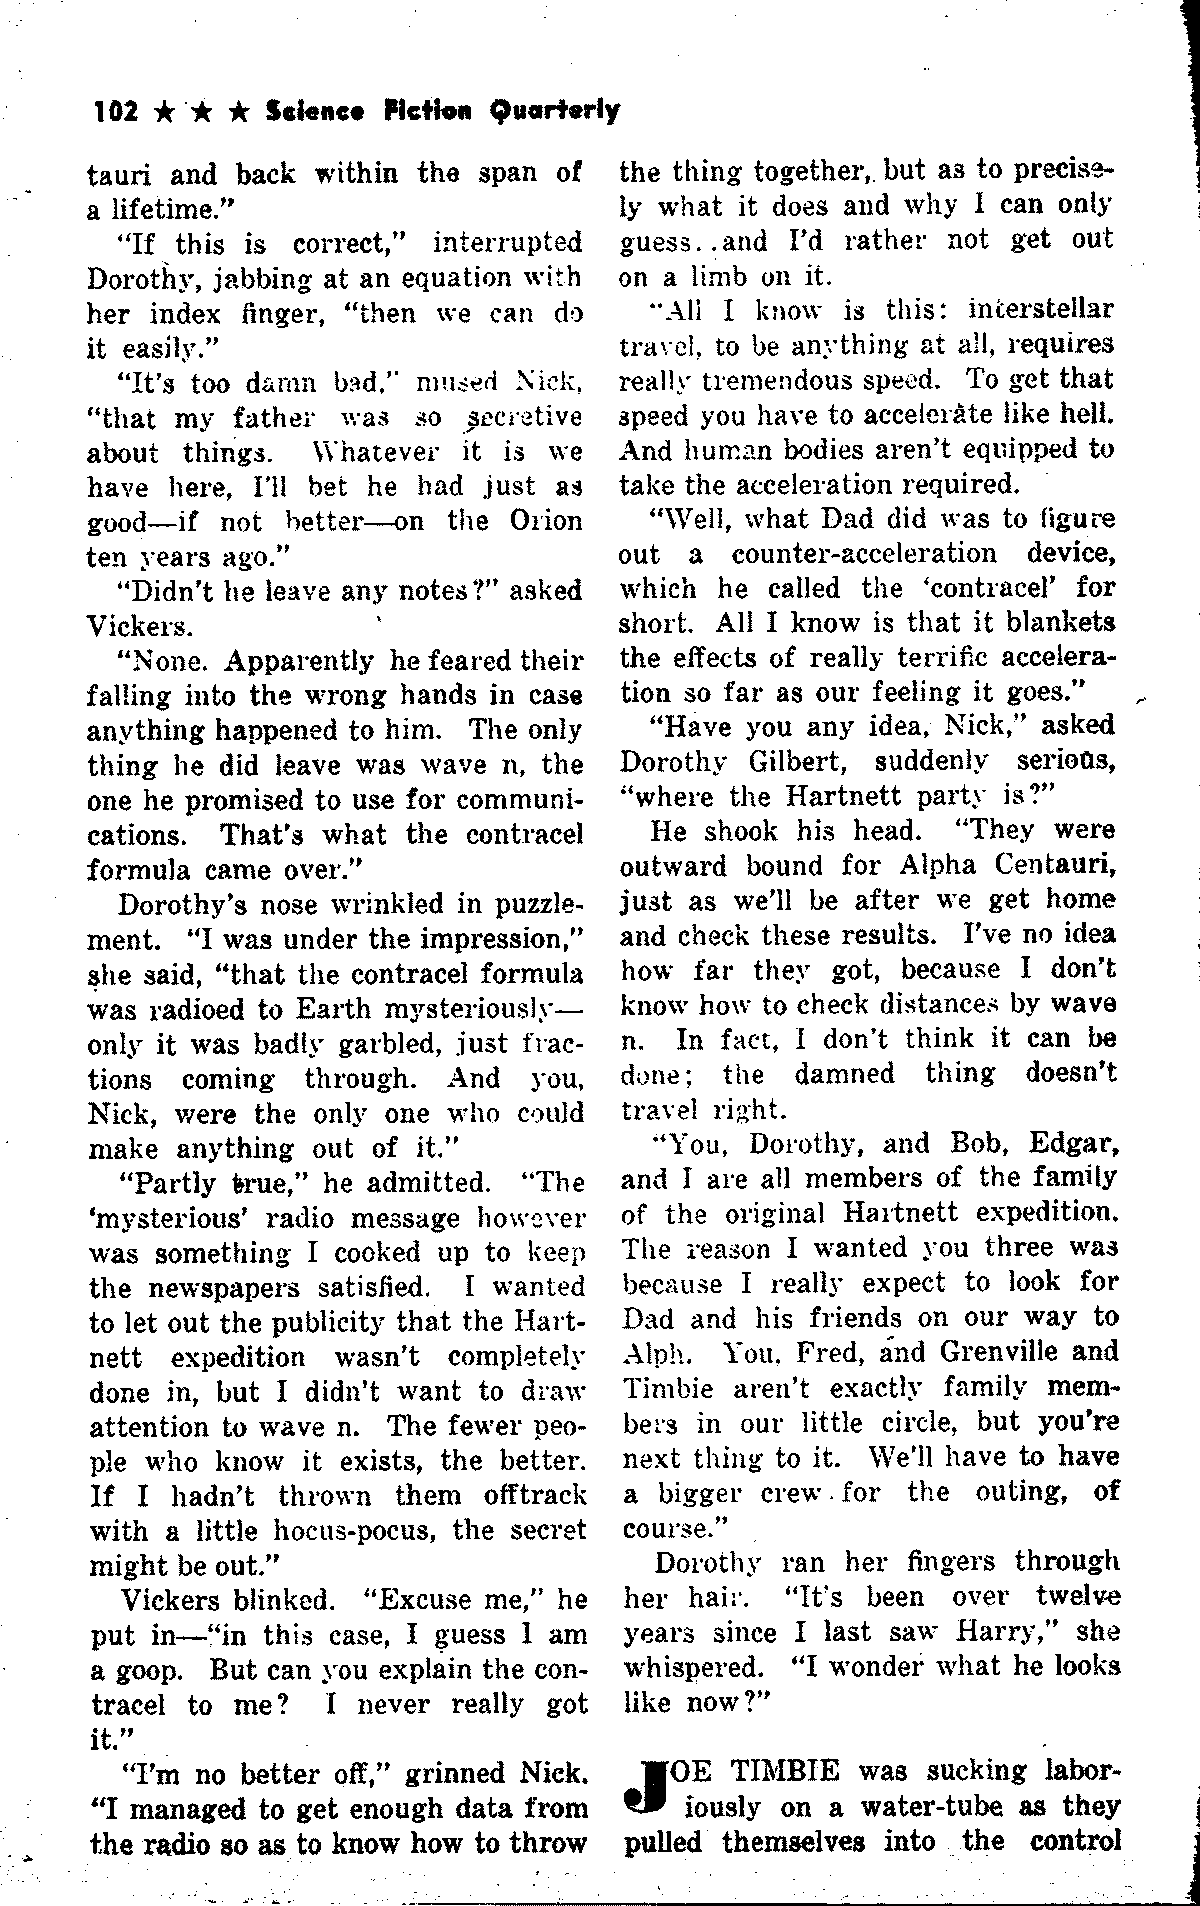 102 ★ ★ ★ Science Fiction Quarterly
tauri and back within the span of
a lifetime."
"If this is correct," interrupted
Dorothy, jabbing at an equation with
her index finger, "then we can do
it easily."
"It's too damn bad," mused Nick,
"that my father was so secretive
about things. Whatever it is we
have here, I'll bet he had just as
good—if not better—on the Orion
ten years ago."
"Didn't he leave any notes?" asked
Vickers.
"None. Apparently he feared their
falling into the wrong hands in case
anything happened to him. The only
thing he did leave was wave n, the
one he promised to use for communi-
cations. That's what the contracel
formula came over."
Dorothy's nose wrinkled in puzzle-
ment. "I was under the impression,"
she said, "that the contracel formula
was radioed to Earth mysteriously—
only it was badly garbled, just frac-
tions coming through. And you,
Nick, were the only one who could
make anything out of it."
"Partly true," he admitted. "The
'mysterious' radio message however
was something I cooked up to keep
the newspapers satisfied. I wanted
to let out the publicity that the Hart-
nett expedition wasn't completely
done in, but I didn't want to draw
attention to wave n. The fewer peo-
ple who know it exists, the better.
If I hadn't thrown them offtrack
with a little hocus-pocus, the secret
might be out."
Vickers blinked. "Excuse me," he
put in—"in this case, I guess I am
a goop. But can you explain the con-
tracel to me? I never really got
it."
"I'm no better off," grinned Nick.
"I managed to get enough data from
the radio so as to know how to throw
the thing together, but as to precise-
ly what it does and why I can only
guess..and I'd rather not get out
on a limb on it.
"All I know is this: interstellar
travel, to be anything at all, requires
really tremendous speed. To get that
speed you have to accelerate like hell.
And human bodies aren't equipped to
take the acceleration required.
"Well, what Dad did was to figure
out a counter-acceleration device,
which he called the 'contracel' for
short. All I know is that it blankets
the effects of really terrific accelera-
tion so far as our feeling it goes."
"Have you any idea, Nick," asked
Dorothy Gilbert, suddenly serious,
"where the Hartnett party is?"
He shook his head. "They were
outward bound for Alpha Centauri,
just as we'll be after we get home
and check these results. I've no idea
how far they got, because I don't
know how to check distances by wave
n. In fact, I don't think it can be
done; the damned thing doesn't
travel right.
"You, Dorothy, and Bob, Edgar,
and I are all members of the family
of the original Hartnett expedition.
The reason I wanted you three was
because I really expect to look for
Dad and his friends on our way to
Alph. You, Fred, and Grenville and
Timbie aren't exactly family mem-
bers in our little circle, but you're
next thing to it. We'll have to have
a bigger crew for the outing, of
course."
Dorothy ran her fingers through
her hair. "It's been over twelve
years since I last saw Harry," she
whispered. "I wonder what he looks
like now?"
JOE TIMBIE was sucking labor-
iously on a water-tube as they
pulled themselves into the control